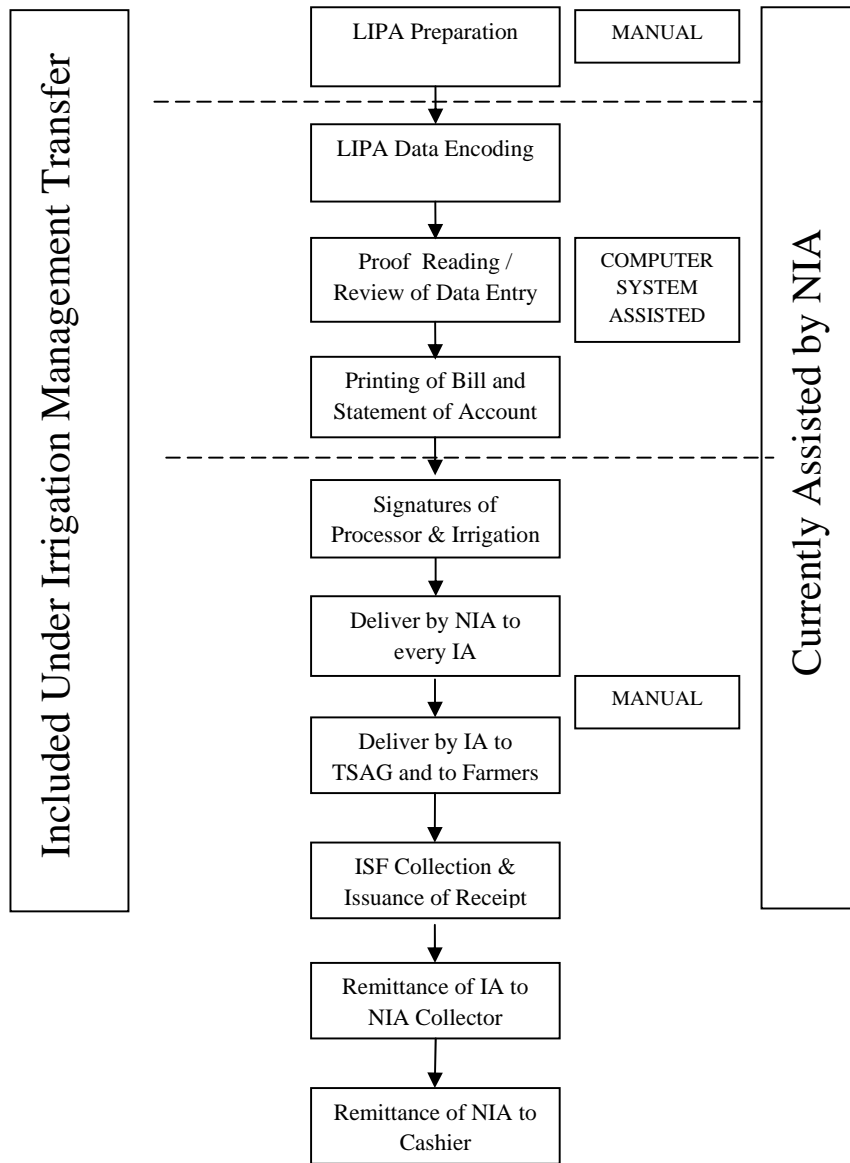 Included Under Irrigation Management Transfer
LIPA Preparation
MANUAL
LIPA Data Encoding
Proof Reading /
Review of Data Entry
COMPUTER
SYSTEM
ASSISTED
Printing of Bill and
Statement of Account
Signatures of
Processor & Irrigation
Deliver by NIA to
every IA
MANUAL
Deliver by IA to
TSAG and to Farmers
ISF Collection &
Issuance of Receipt
Remittance of IA to
NIA Collector
Remittance of NIA to
Cashier
Currently Assisted by NIA